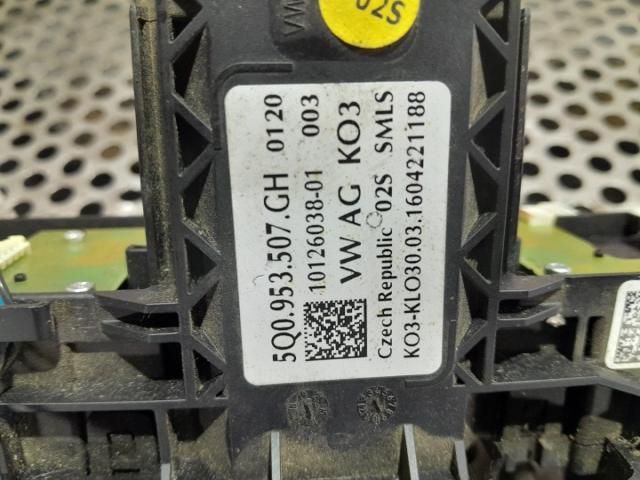 VW
02S
5Q0.953.507.GH 0120
10126038-01 003
VW AG KO3
Czech Republic 02S SMLS
KO3-KLO30.03.1604221188